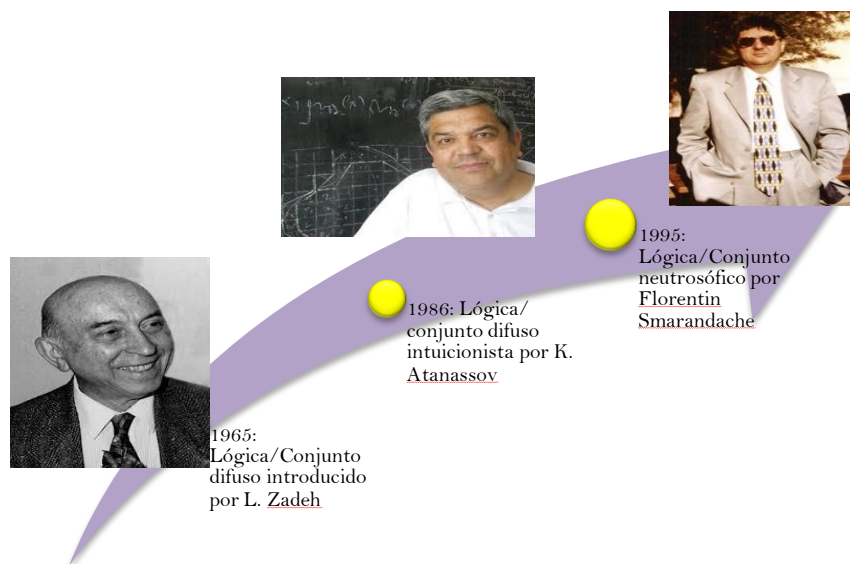 1965:
Lógica/Conjunto
difuso introducido
por L. Zadeh
1986: Lógica/
conjunto difuso
intuicionista por K.
Atanassov
1995:
Lógica/Conjunto
neutrosófico por
Florentin
Smarandache